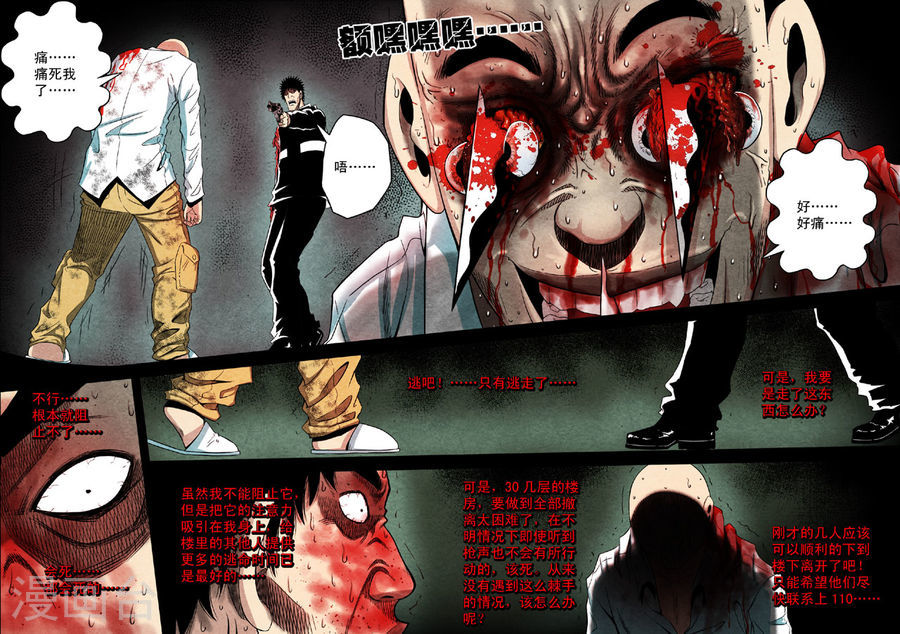 痛……
痛死我
了……
额嘿嘿嘿……
唔……
好……
好痛……
不行……
根本就阻
止不了……
会死……
逃吧！……只有逃走了……
可是，我要
是走了这东
西怎么办？
虽然我不能阻止它，
但是把它的注意力
吸引在我身上，给
楼里的其他人提供
更多的逃命时间已
是最好的……
可是，30几层的楼
房，要做到全部撤
离太困难了，在不
明情况下即便听到
枪声也不会有所行
动的，该死，从来
没有遇到这么棘手
的情况，该怎么办
呢？
刚才的几人应该
可以顺利的下到
楼下离开了吧！
只能希望他们尽
快联系上110……
漫画台